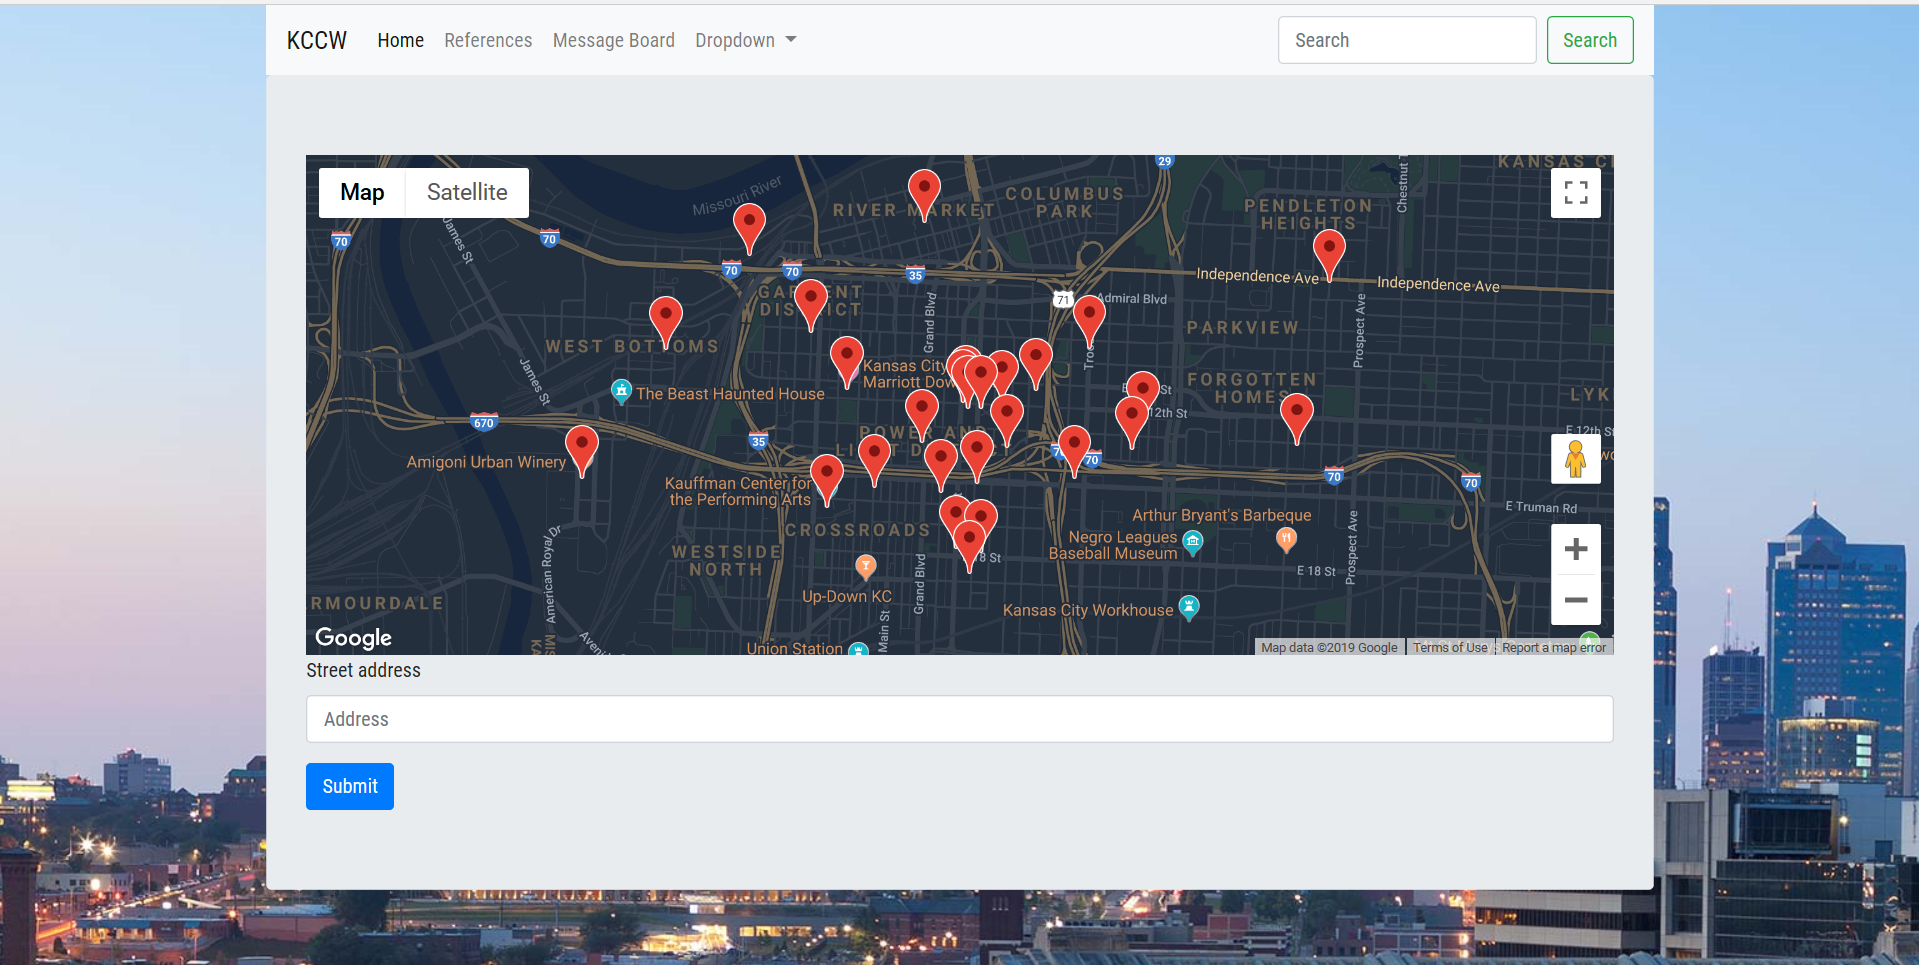 KCCW Home References Message Board Dropdown Search Search
Map Satellite
Missouri River
29
KANSAS C
Chestnut T
COLUMBUS
PARK
RIVER MARKET
PENDLETON
HEIGHTS
James St
70
70
70
70
35
Independence Ave
Independence Ave
71
Admiral Blvd
GARMENT
DISTRICT
Grand Blvd
Prospect Ave
PARKVIEW
WEST BOTTOMS
Kansas City
Marriott Dow
James St
The Beast Haunted House
FORGOTTEN
HOMES
St
12th St
LYK
670
35
POWER AND
E 12th St
70
70
70
Amigoni Urban Winery
Kauffman Center for
the Performing Arts
E Truman Rd
Arthur Bryant's Barbeque
CROSSROADS
American Royal Dr
Negro Leagues
Baseball Museum
Prospect Ave
WESTSIDE
NORTH
18 St
E 18 St
Grand Blvd
Up-Down KC
RMOURDALE
Kansas City Workhouse
Main St
Union Station
Google
Map data ©2019 Google Terms of Use Report a map error
Street address
Address
Submit